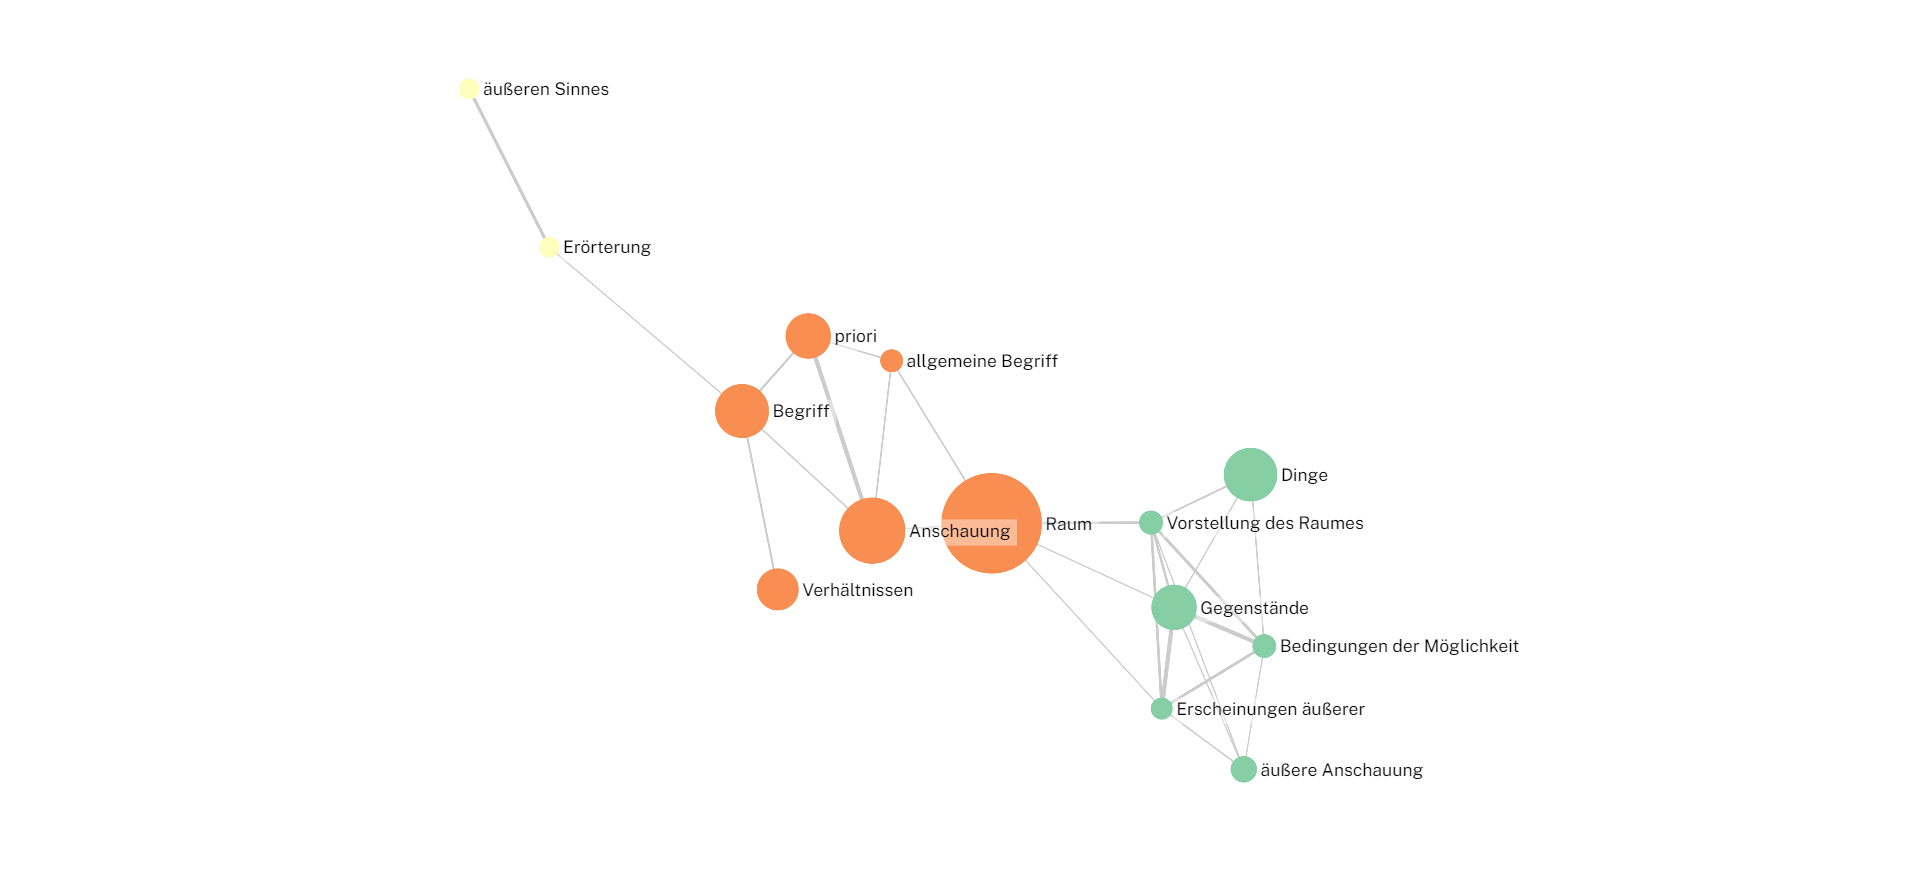 äußeren Sinnes
Erörterung
priori
allgemeine Begriff
Begriff
Dinge
Vorstellung des Raumes
Raum
Anschauung
Verhältnissen
Gegenstände
Bedingungen der Möglichkeit
Erscheinungen äußerer
äußere Anschauung